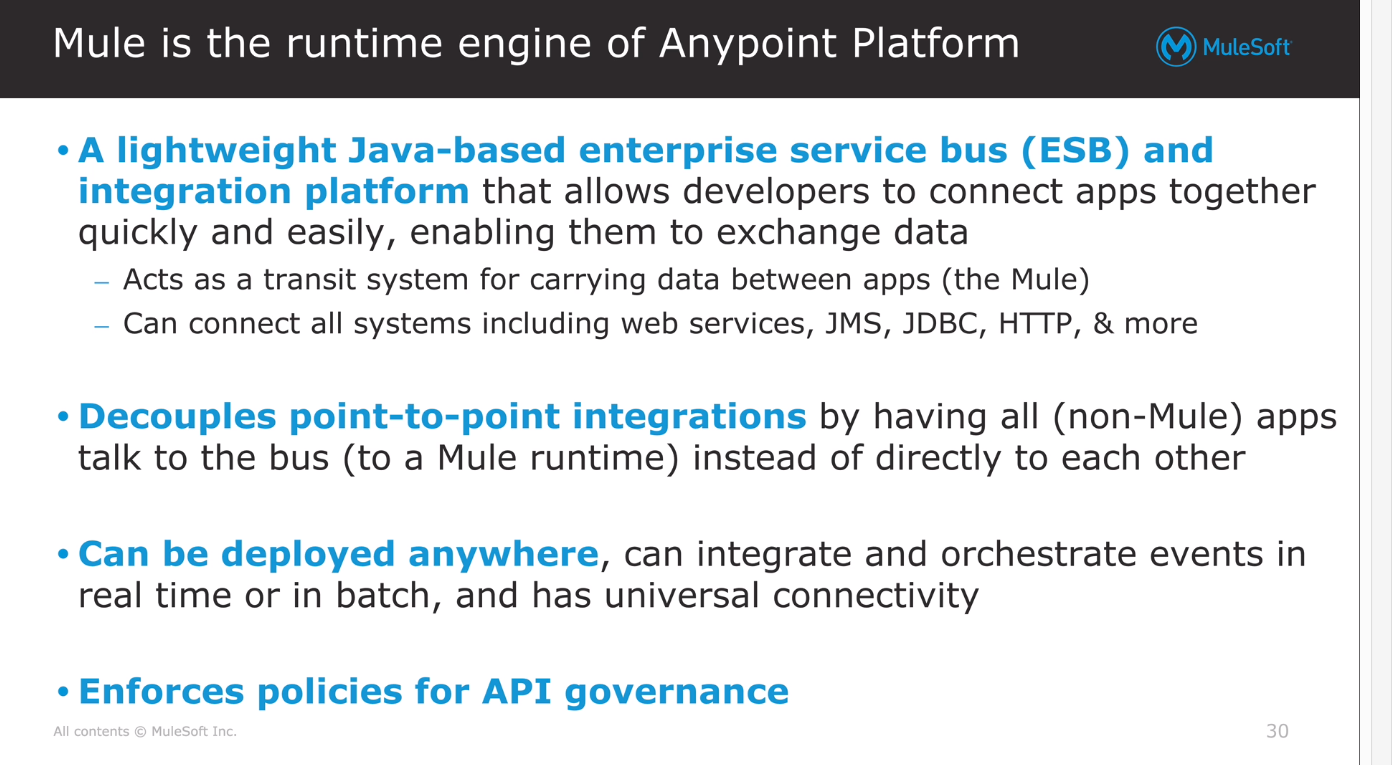 Mule is the runtime engine of Anypoint Platform
MuleSoft
• A lightweight Java-based enterprise service bus (ESB) and
integration platform that allows developers to connect apps together
quickly and easily, enabling them to exchange data
– Acts as a transit system for carrying data between apps (the Mule)
– Can connect all systems including web services, JMS, JDBC, HTTP, & more
• Decouples point-to-point integrations by having all (non-Mule) apps
talk to the bus (to a Mule runtime) instead of directly to each other
• Can be deployed anywhere, can integrate and orchestrate events in
real time or in batch, and has universal connectivity
• Enforces policies for API governance
All contents © MuleSoft Inc.
30